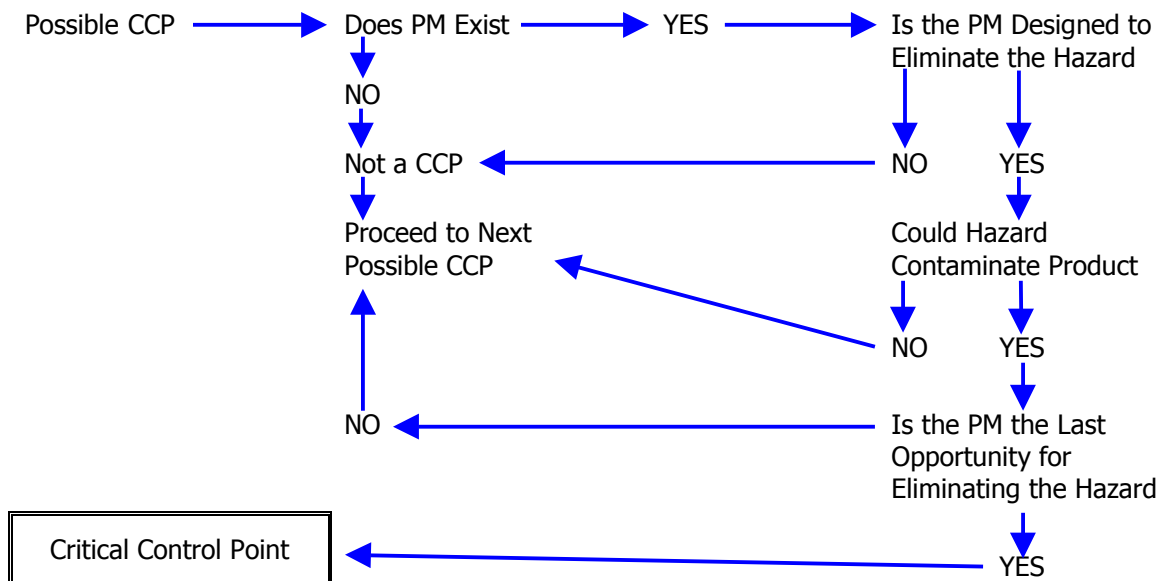 Possible CCP
Does PM Exist
YES
Is the PM Designed to
Eliminate the Hazard
NO
Not a CCP
NO
YES
Proceed to Next
Possible CCP
Could Hazard
Contaminate Product
NO
YES
NO
Is the PM the Last
Opportunity for
Eliminating the Hazard
Critical Control Point
YES